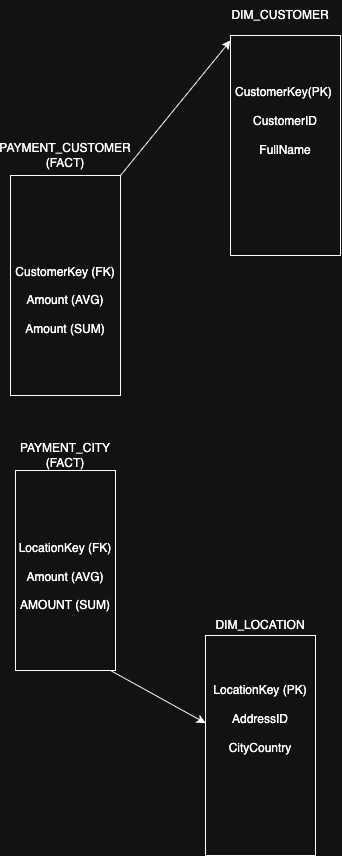 DIM_CUSTOMER
CustomerKey(PK)
CustomerID
FullName
PAYMENT_CUSTOMER
(FACT)
CustomerKey (FK)
Amount (AVG)
Amount (SUM)
PAYMENT_CITY
(FACT)
LocationKey (FK)
Amount (AVG)
AMOUNT (SUM)
DIM_LOCATION
LocationKey (PK)
AddressID
CityCountry